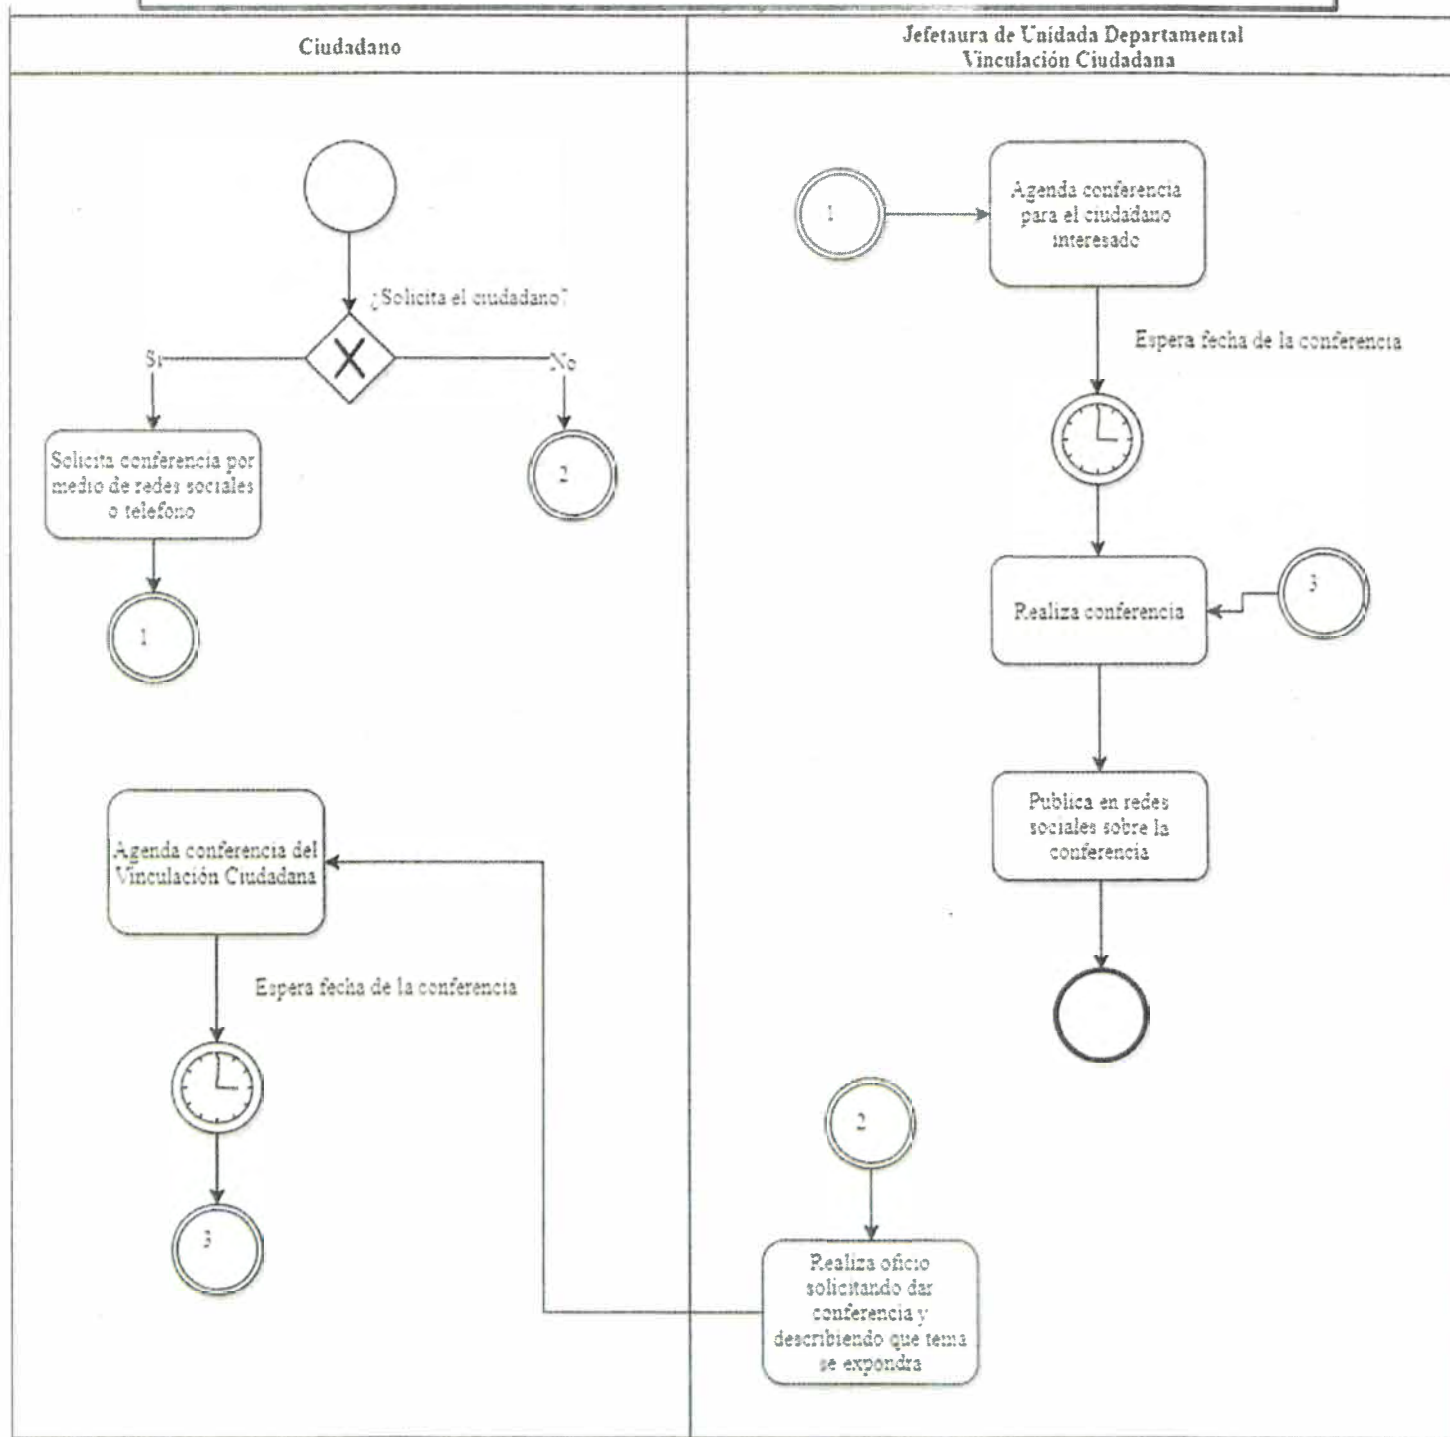 Ciudadano
Jefetaura de Unidada Departamental
Vinculación Ciudadana
¿Solicita el ciudadano?
Si
No
Solicita conferencia por
medio de redes sociales
o telefono
2
1
Agenda conferencia del
Vinculación Ciudadana
Espera fecha de la conferencia
3
1
Agenda conferencia
para el ciudadano
interesado
Espera fecha de la conferencia
Realiza conferencia
3
Publica en redes
sociales sobre la
conferencia
2
Realiza oficio
solicitando dar
conferencia y
describiendo que tema
se expondra